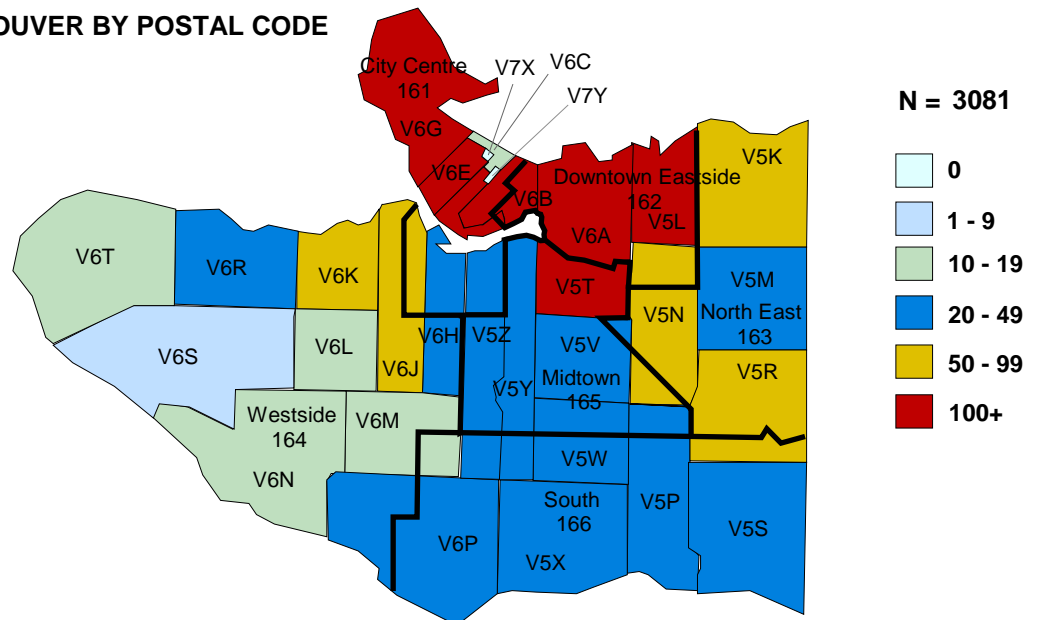 OUVER BY POSTAL CODE
City Centre
161
V7X
V6C
V7Y
V6G
V6E
V6B
Downtown Eastside
162
V5L
V6A
V5K
V6T
V6R
V6K
V5T
V5M
North East
163
V5N
V6S
V6L
V6J
V6H
V5Z
V5V
V5Y
Midtown
165
V5R
Westside
164
V6M
V6N
V5W
South
166
V5P
V5S
V6P
V5X
N = 3081
0
1 - 9
10 - 19
20 - 49
50 - 99
100+